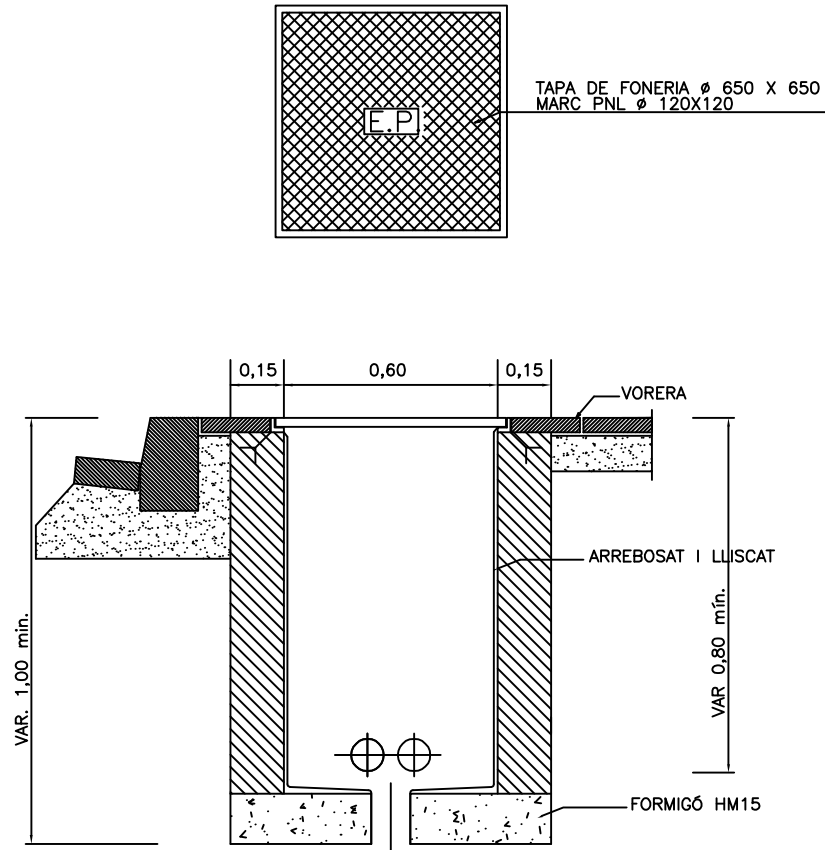 TAPA DE FONERIA ø 650 X 650
MARC PNL ø 120X120
E.P.
0,15
0,60
0,15
VORERA
ARREBOSAT I LLISCAT
VAR. 1,00 min.
VAR 0,80 mín.
FORMIGÓ HM15